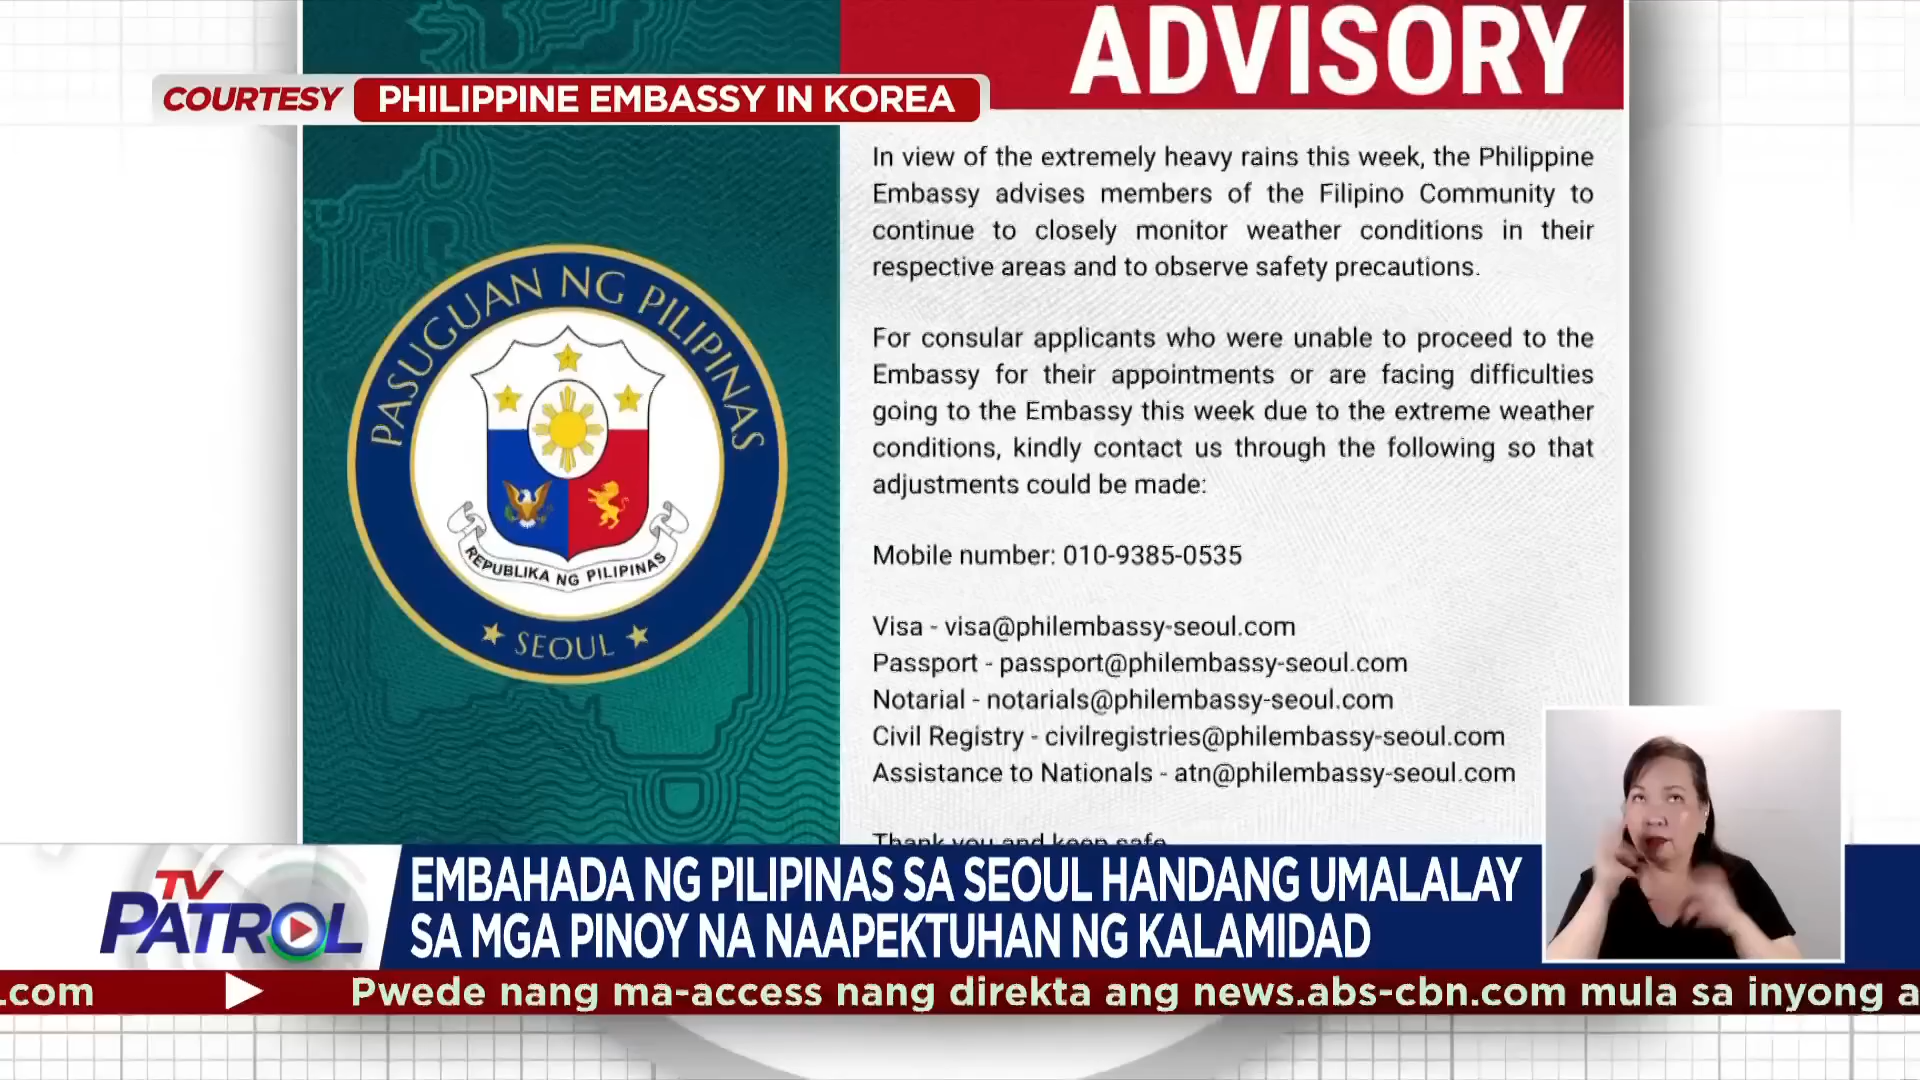 ADVISORY
COURTESY PHILIPPINE EMBASSY IN KOREA
In view of the extremely heavy rains this week, the Philippine
Embassy advises members of the Filipino Community to
continue to closely monitor weather conditions in their
respective areas and to observe safety precautions.
For consular applicants who were unable to proceed to the
Embassy for their appointments or are facing difficulties
going to the Embassy this week due to the extreme weather
conditions, kindly contact us through the following so that
adjustments could be made:
Mobile number: 010-9385-0535
Visa - visa@philembassy-seoul.com
Passport - passport@philembassy-seoul.com
Notarial - notarials@philembassy-seoul.com
Civil Registry - civilregistries@philembassy-seoul.com
Assistance to Nationals - atn@philembassy-seoul.com
Thank you and keep safe
PASUGUAN NG PILIPINAS
REPUBLIKA NG PILIPINAS
SEOUL
TV
PATROL
EMBAHADA NG PILIPINAS SA SEOUL HANDANG UMALALAY
SA MGA PINOY NA NAAPEKTUHAN NG KALAMIDAD
.com Pwede nang ma-access nang direkta ang news.abs-cbn.com mula sa inyong a